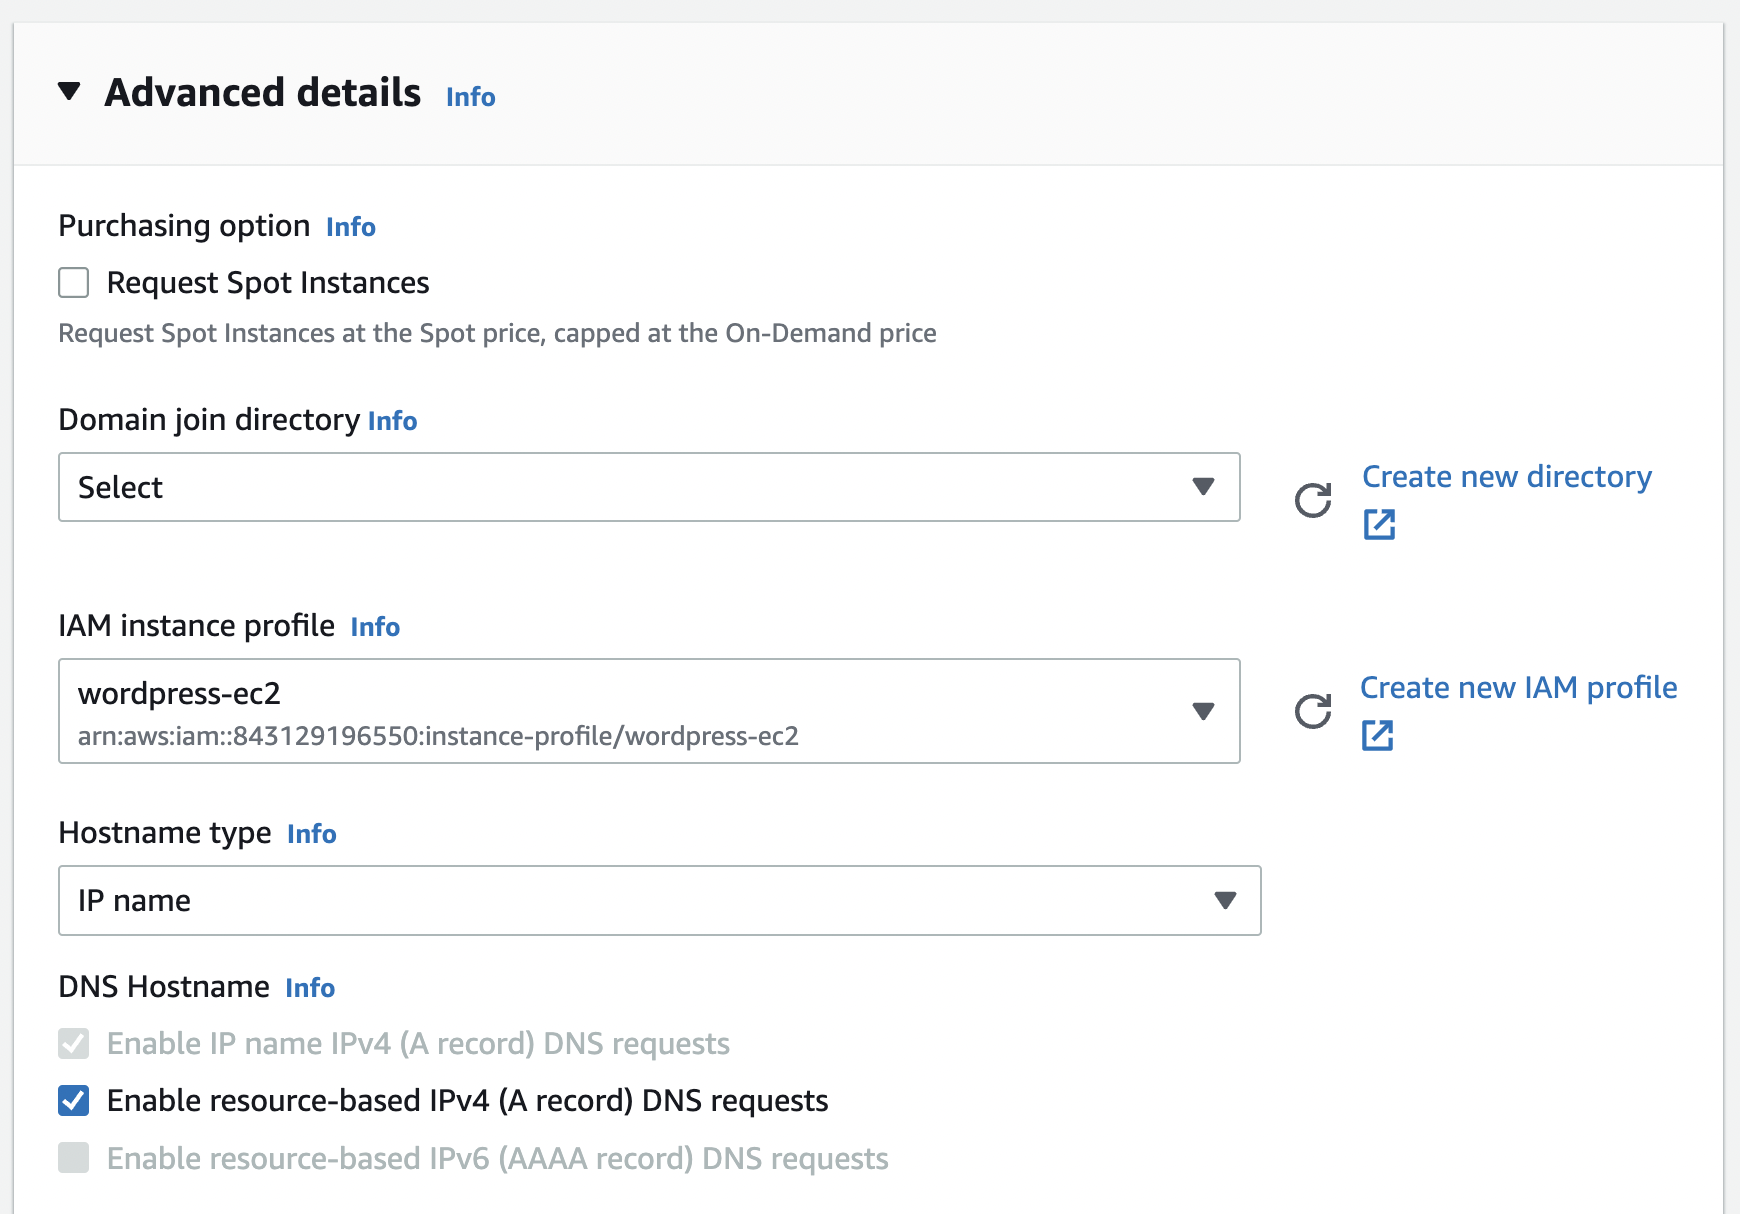 Advanced details Info
Purchasing option Info
Request Spot Instances
Request Spot Instances at the Spot price, capped at the On-Demand price
Domain join directory Info
Select
Create new directory
IAM instance profile Info
wordpress-ec2
arn:aws:iam::843129196550:instance-profile/wordpress-ec2
Create new IAM profile
Hostname type Info
IP name
DNS Hostname Info
Enable IP name IPv4 (A record) DNS requests
Enable resource-based IPv4 (A record) DNS requests
Enable resource-based IPv6 (AAAA record) DNS requests